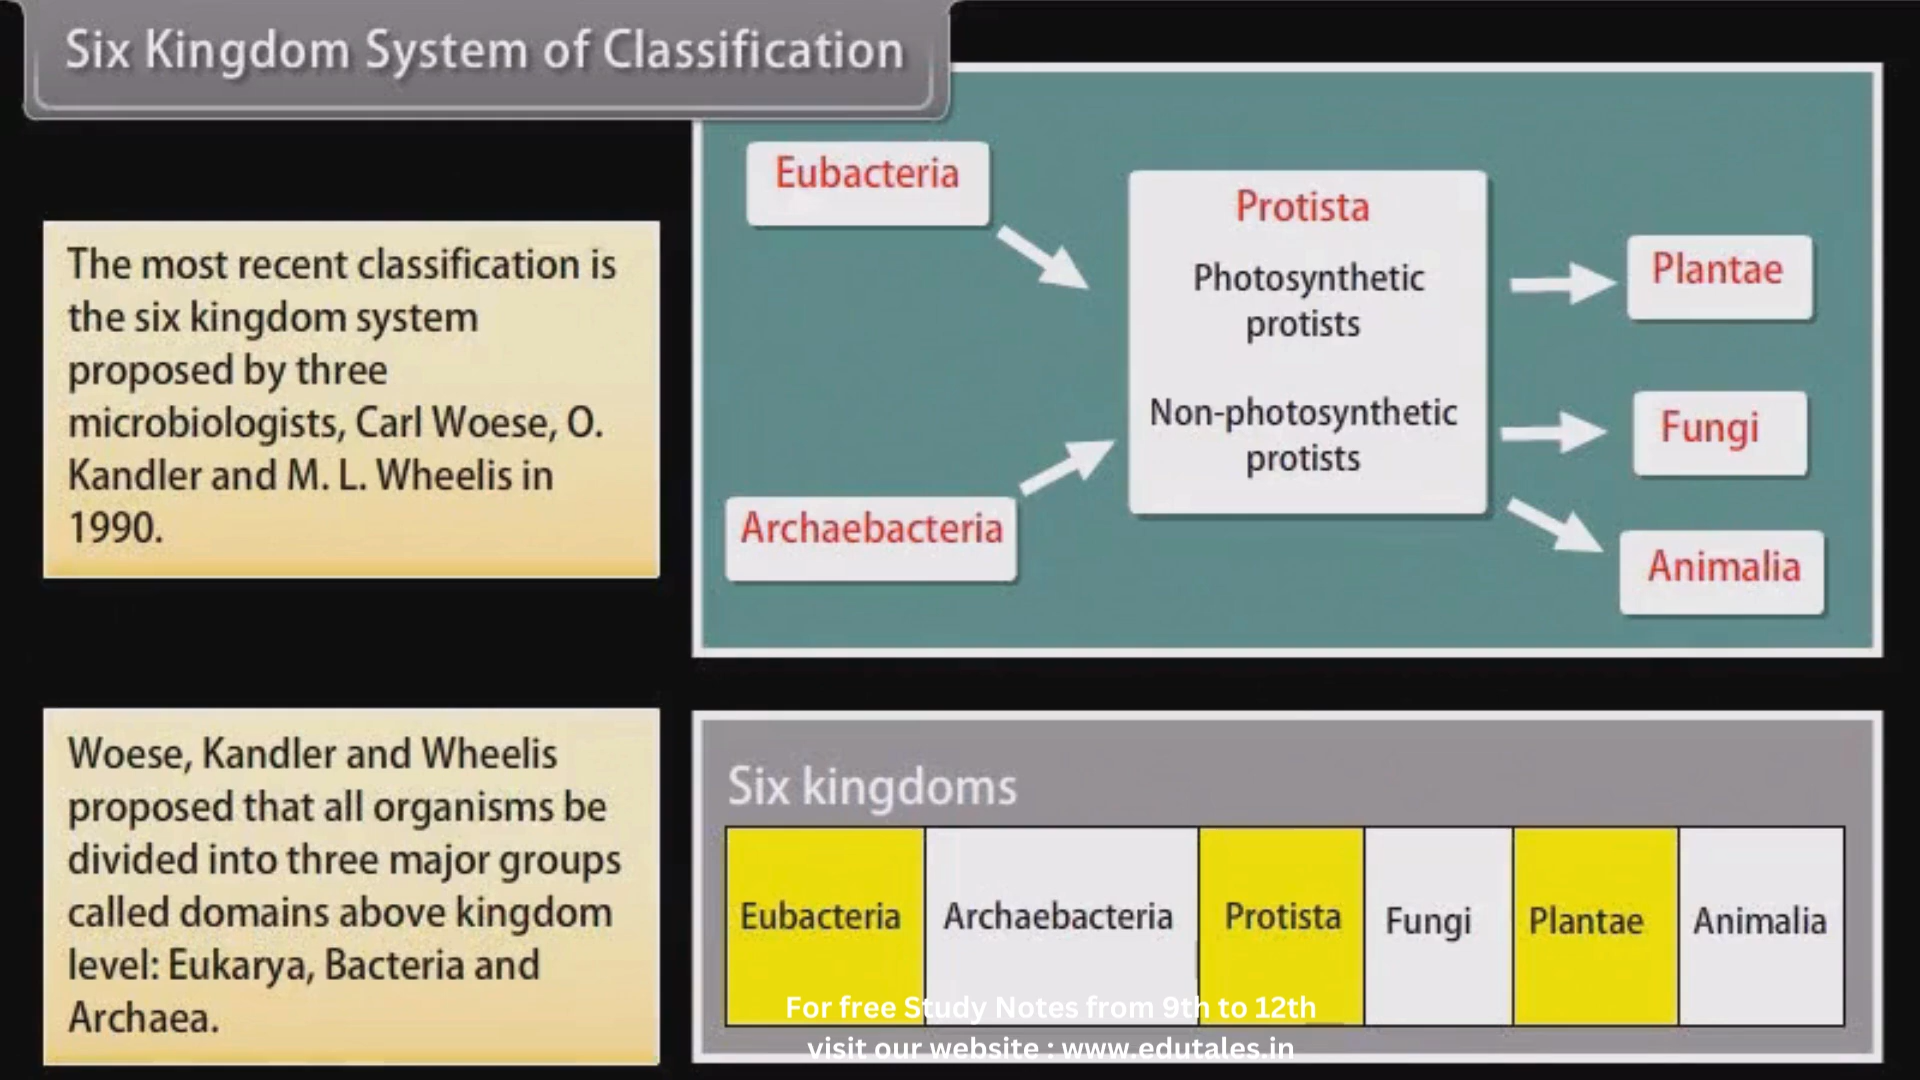 Six Kingdom System of Classification
The most recent classification is
the six kingdom system
proposed by three
microbiologists, Carl Woese, O.
Kandler and M. L. Wheelis in
1990.
Eubacteria
Archaebacteria
Protista
Photosynthetic
protists
Non-photosynthetic
protists
Plantae
Fungi
Animalia
Woese, Kandler and Wheelis
proposed that all organisms be
divided into three major groups
called domains above kingdom
level: Eukarya, Bacteria and
Archaea.
Six kingdoms
Eubacteria Archaebacteria Protista Fungi Plantae Animalia
For free Study Notes from 9th to 12th
visit our website : www.edutales.in